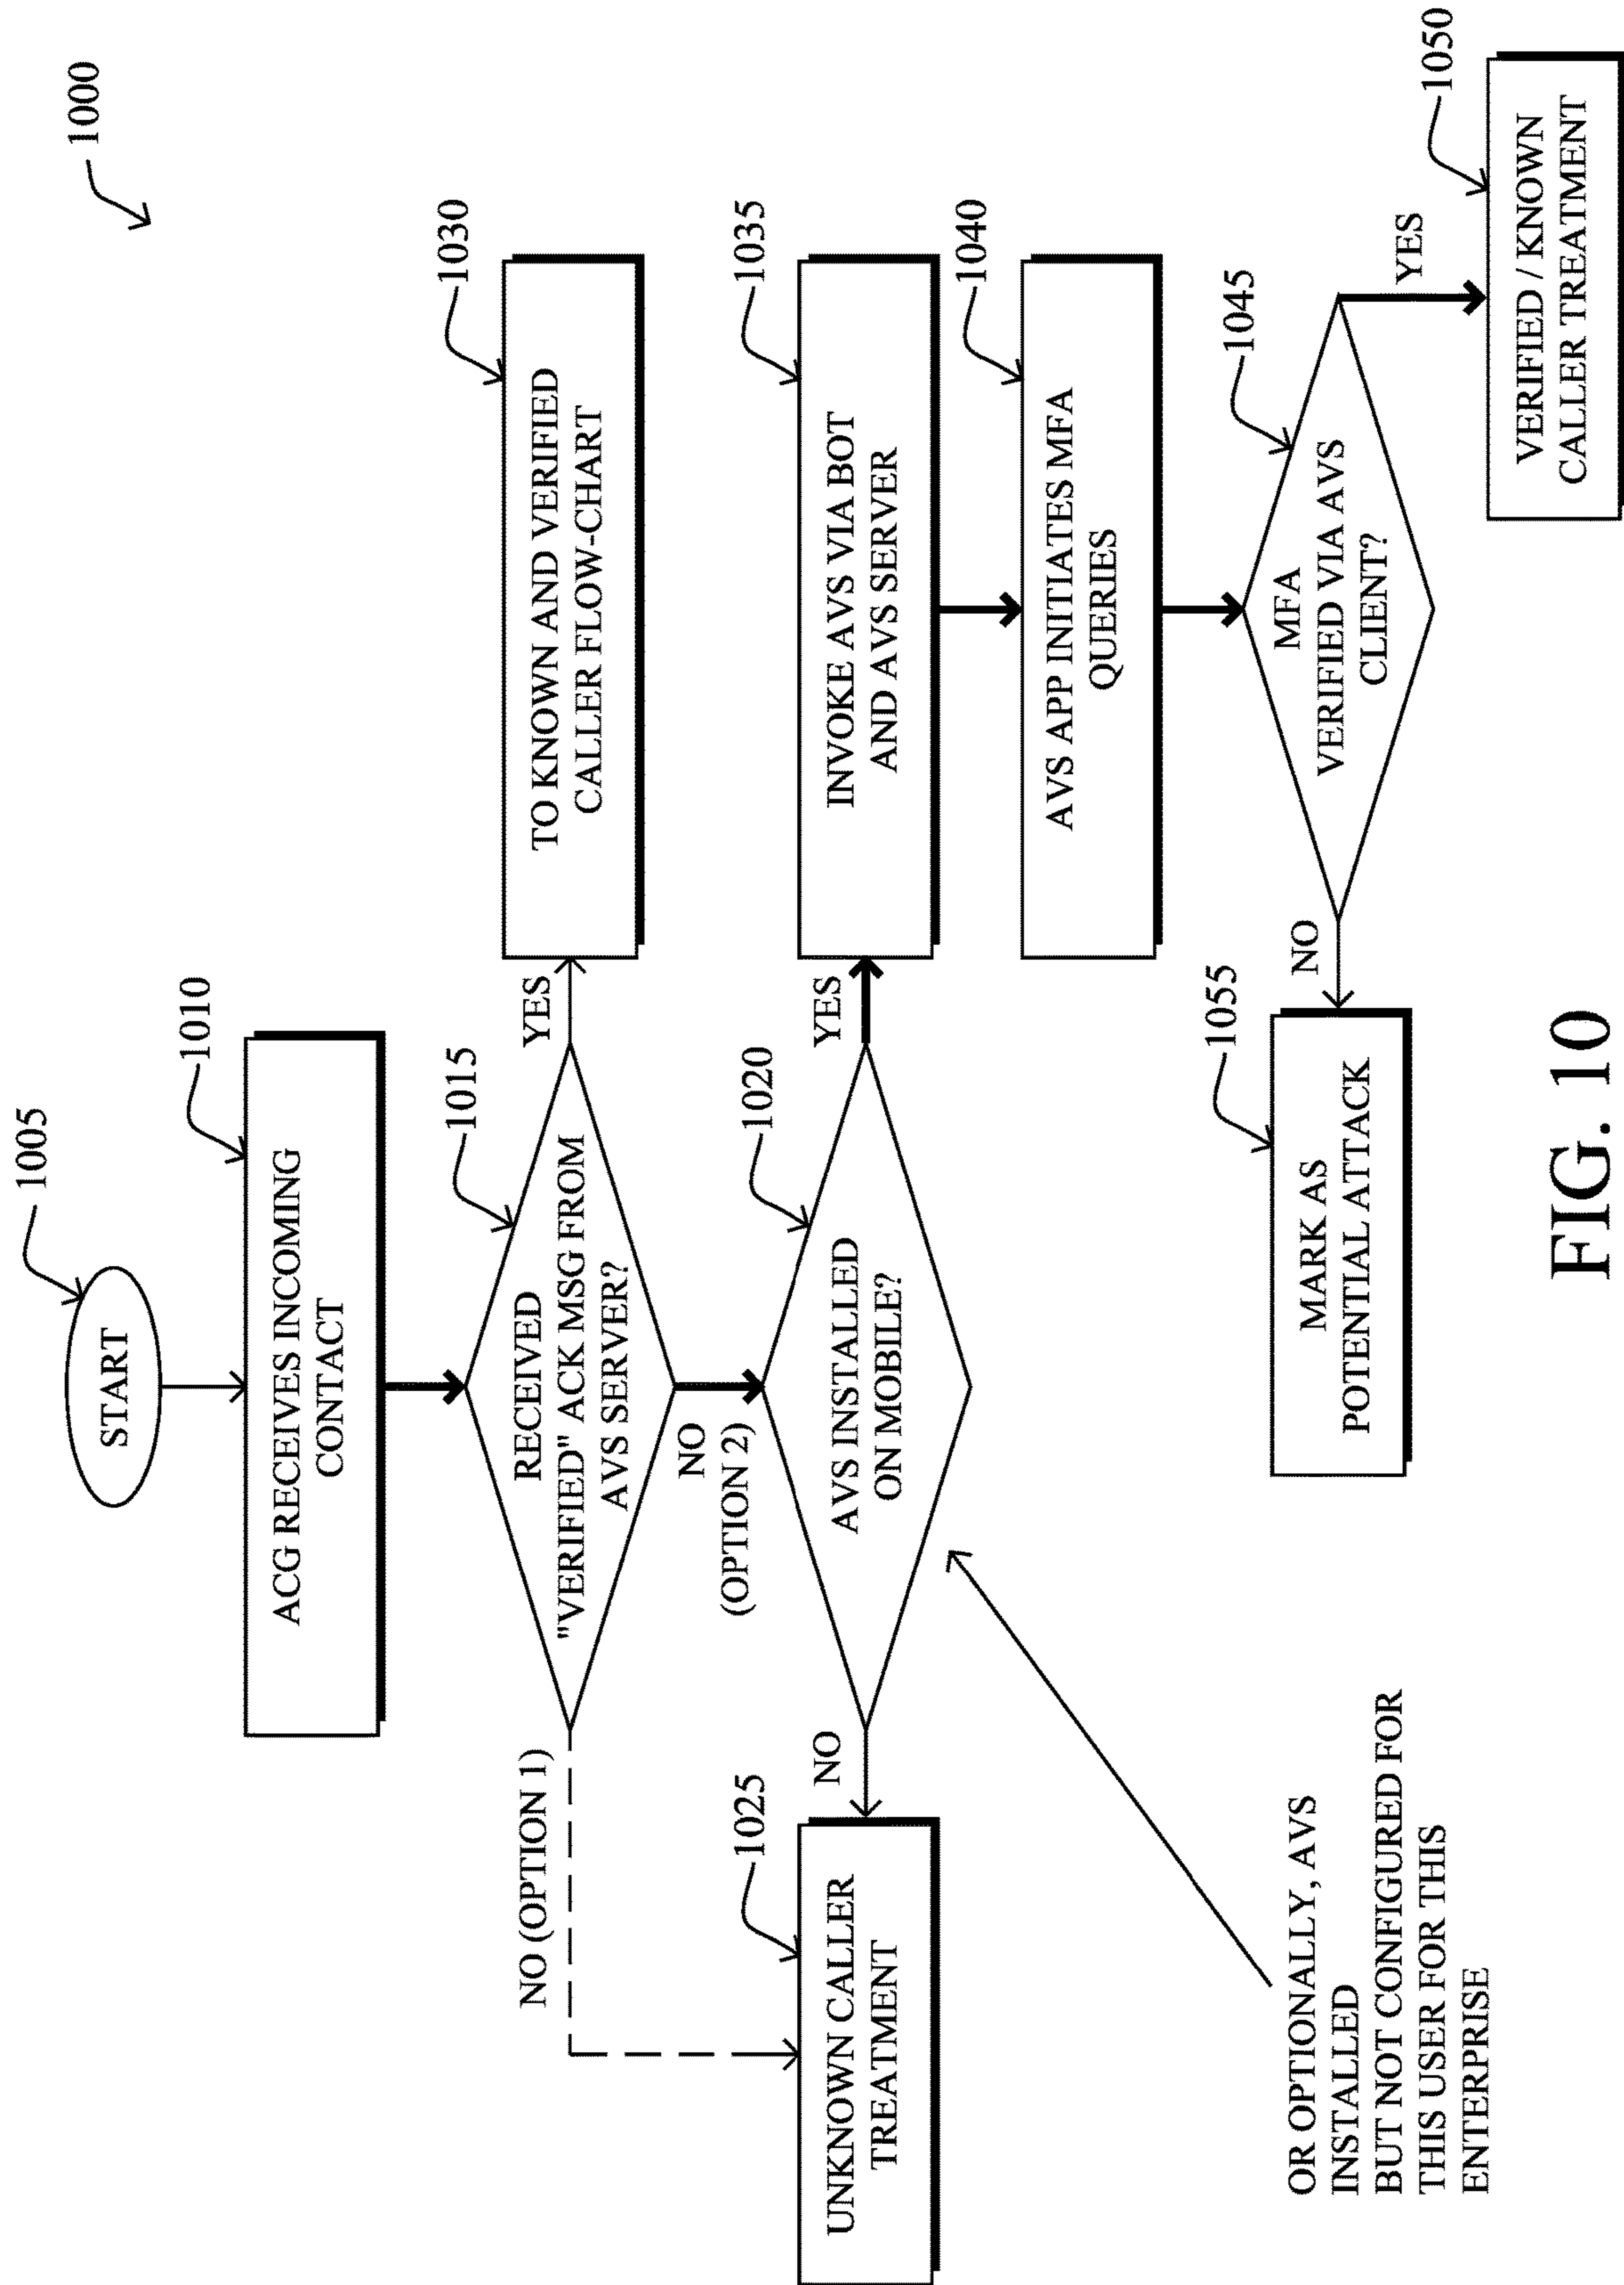 1000
1005
START
1010
ACG RECEIVES INCOMING
CONTACT
1015
RECEIVED
"VERIFIED" ACK MSG FROM
AVS SERVER?
YES
1030
TO KNOWN AND VERIFIED
CALLER FLOW-CHART
NO (OPTION 1)
NO
(OPTION 2)
1020
AVS INSTALLED
ON MOBILE?
NO
1025
UNKNOWN CALLER
TREATMENT
YES
1035
INVOKE AVS VIA BOT
AND AVS SERVER
1040
AVS APP INITIATES MFA
QUERIES
1045
MFA
VERIFIED VIA AVS
CLIENT?
NO
1055
MARK AS
POTENTIAL ATTACK
YES
1050
VERIFIED / KNOWN
CALLER TREATMENT
OR OPTIONALLY, AVS
INSTALLED
BUT NOT CONFIGURED FOR
THIS USER FOR THIS
ENTERPRISE
FIG. 10